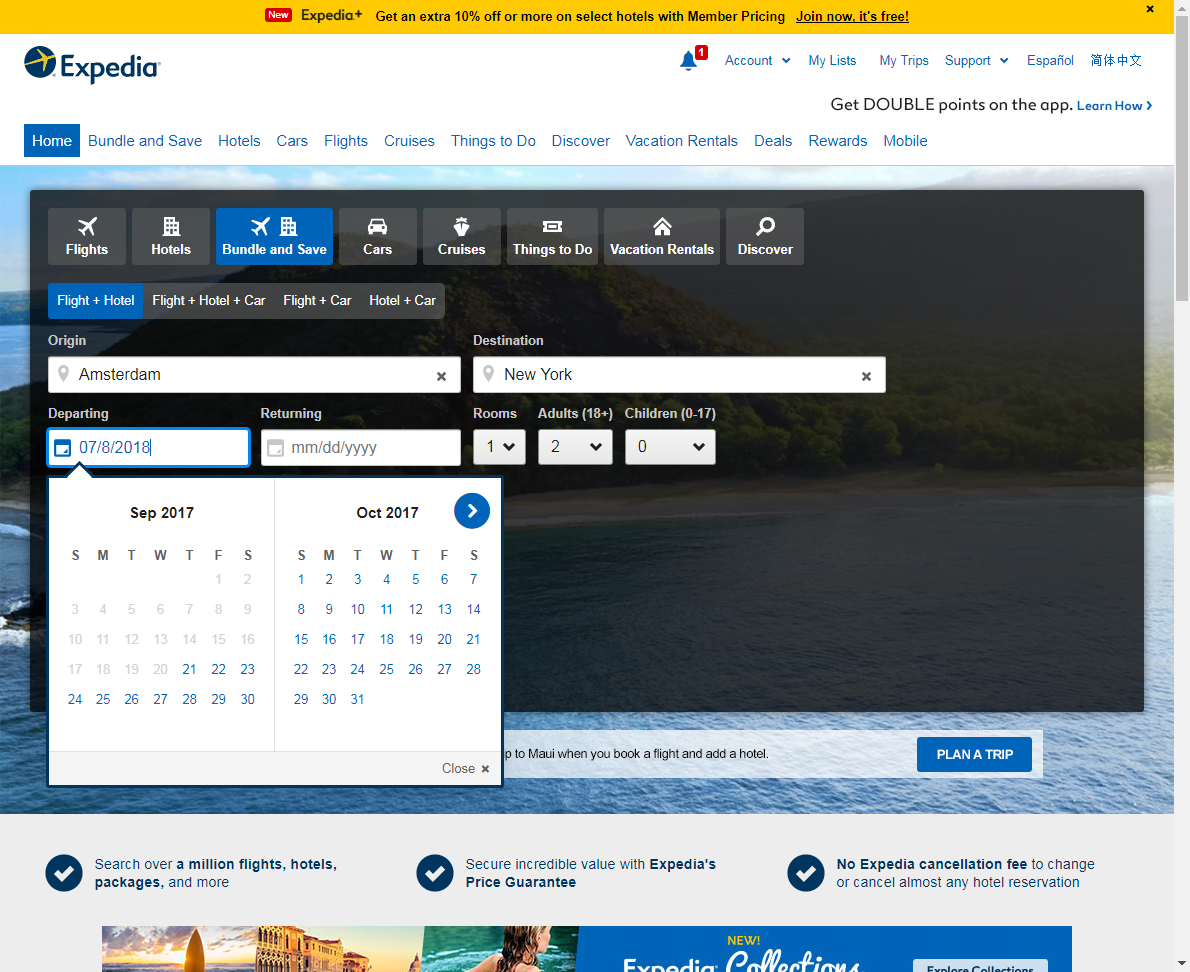 New Expedia+ Get an extra 10% off or more on select hotels with Member Pricing Join now, it's free!
Expedia
1 Account My Lists My Trips Support Español 简体中文
Get DOUBLE points on the app. Learn How
Home Bundle and Save Hotels Cars Flights Cruises Things to Do Discover Vacation Rentals Deals Rewards Mobile
Flights Hotels Bundle and Save Cars Cruises Things to Do Vacation Rentals Discover
Flight + Hotel Flight + Hotel + Car Flight + Car Hotel + Car
Origin Destination
Amsterdam New York
Departing Returning Rooms Adults (18+) Children (0-17)
07/8/2018 mm/dd/yyyy 1 2 0
Sep 2017 Oct 2017
S M T W T F S S M T W T F S
1 2 1 2 3 4 5 6 7
3 4 5 6 7 8 9 8 9 10 11 12 13 14
10 11 12 13 14 15 16 15 16 17 18 19 20 21
17 18 19 20 21 22 23 22 23 24 25 26 27 28
24 25 26 27 28 29 30 29 30 31
p to Maui when you book a flight and add a hotel. PLAN A TRIP
Close
Search over a million flights, hotels, packages, and more
Secure incredible value with Expedia's Price Guarantee
No Expedia cancellation fee to change or cancel almost any hotel reservation
NEW!
Expedia Collections Explore Collections